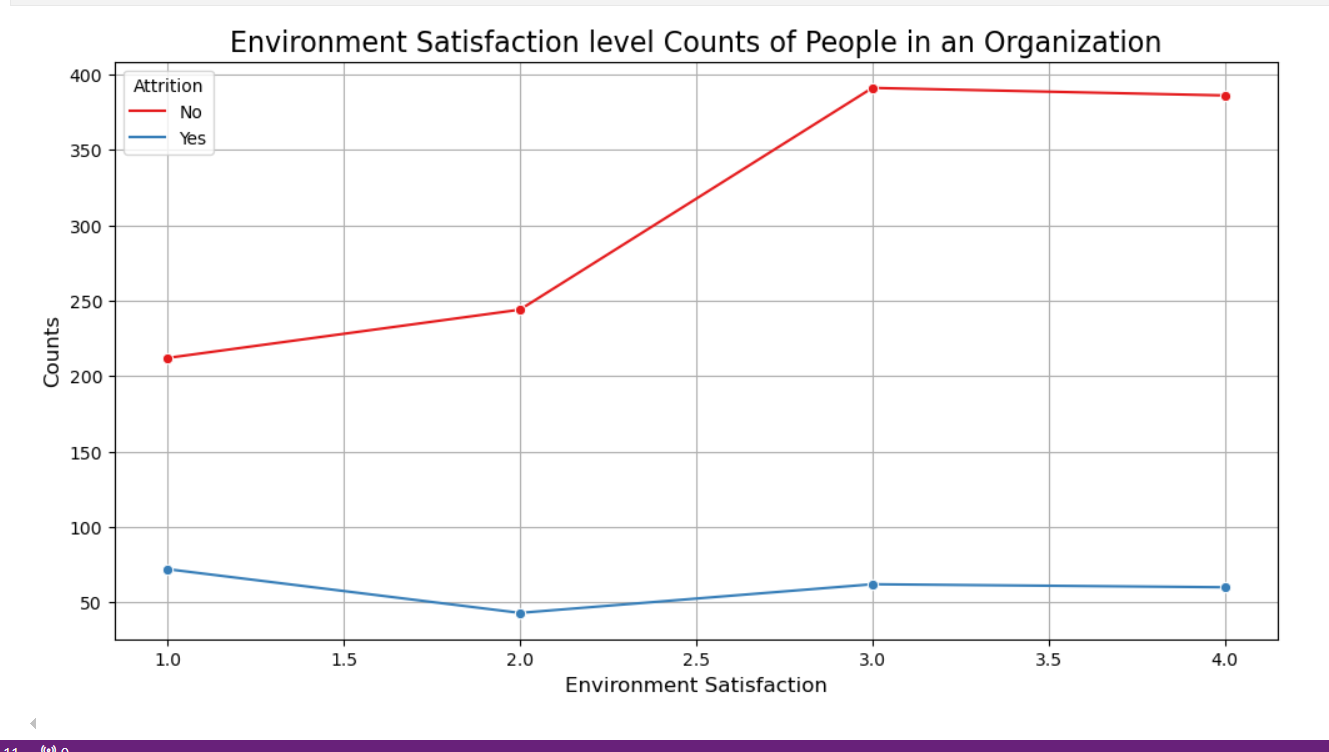 Environment Satisfaction level Counts of People in an Organization
Attrition
No
Yes
400
350
300
250
200
150
100
50
Counts
1.0 1.5 2.0 2.5 3.0 3.5 4.0
Environment Satisfaction